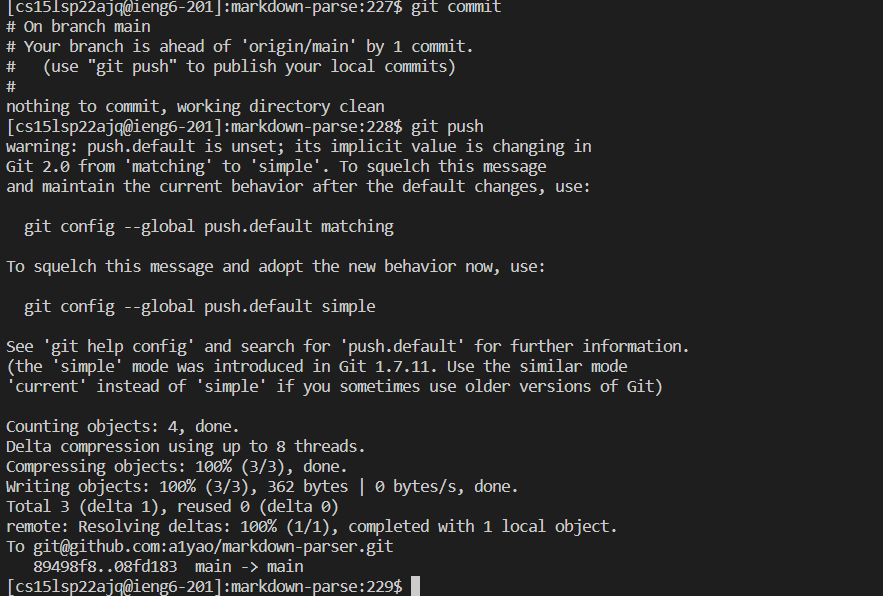 [cs15lsp22ajq@ieng6-201]:markdown-parse:227$ git commit
# On branch main
# Your branch is ahead of 'origin/main' by 1 commit.
#   (use "git push" to publish your local commits)
#
nothing to commit, working directory clean
[cs15lsp22ajq@ieng6-201]:markdown-parse:228$ git push
warning: push.default is unset; its implicit value is changing in
Git 2.0 from 'matching' to 'simple'. To squelch this message
and maintain the current behavior after the default changes, use:

  git config --global push.default matching

To squelch this message and adopt the new behavior now, use:

  git config --global push.default simple

See 'git help config' and search for 'push.default' for further information.
(the 'simple' mode was introduced in Git 1.7.11. Use the similar mode
'current' instead of 'simple' if you sometimes use older versions of Git)

Counting objects: 4, done.
Delta compression using up to 8 threads.
Compressing objects: 100% (3/3), done.
Writing objects: 100% (3/3), 362 bytes | 0 bytes/s, done.
Total 3 (delta 1), reused 0 (delta 0)
remote: Resolving deltas: 100% (1/1), completed with 1 local object.
To git@github.com:a1yao/markdown-parser.git
   89498f8..08fd183  main -> main
[cs15lsp22ajq@ieng6-201]:markdown-parse:229$